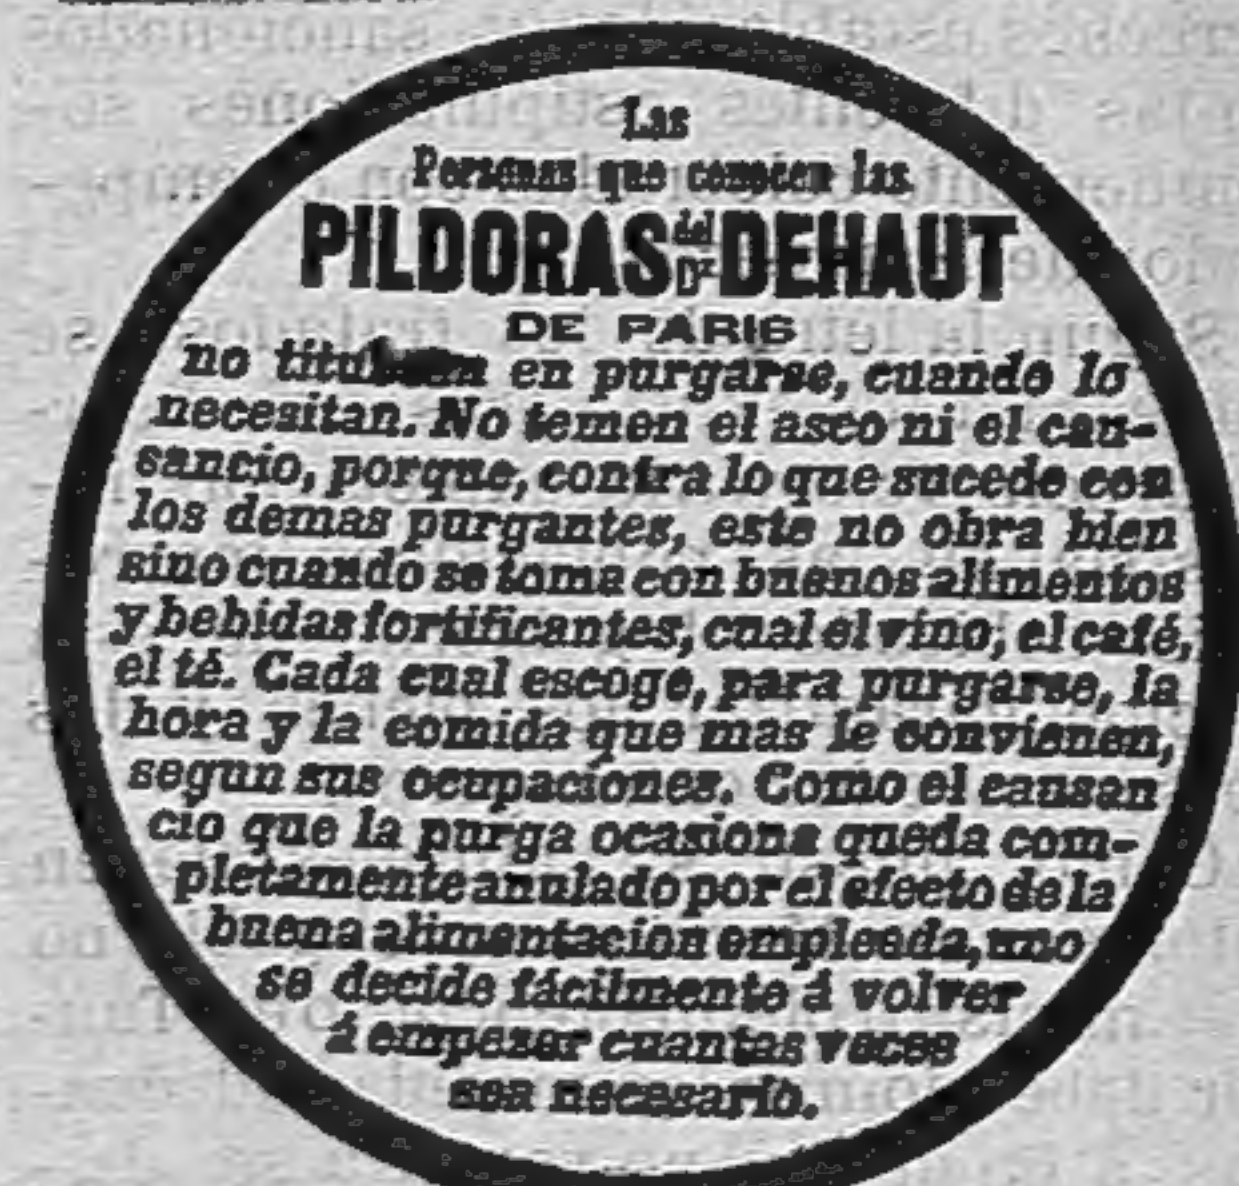 Las
Personas que conocen las
PILDORAS del Dr DEHAUT
DE PARIS
no titubean en purgarse, cuando lo
necesitan. No temen el asco ni el cau-
sancio, porque, contra lo que sucede con
los demas purgantes, este no obra bien
sino cuando se toma con buenos alimentos
y bebidas fortificantes, cual el vino, el café,
el té. Cada cual escoge, para purgarse, la
hora y la comida que mas le convienen,
segun sus ocupaciones. Como el causan
cio que la purga ocasiona queda com-
pletamente anulado por el efecto de la
buena alimentacion empleada, uno
se decide fácilmente á volver
á empezar cuantas veces
sea necesario.